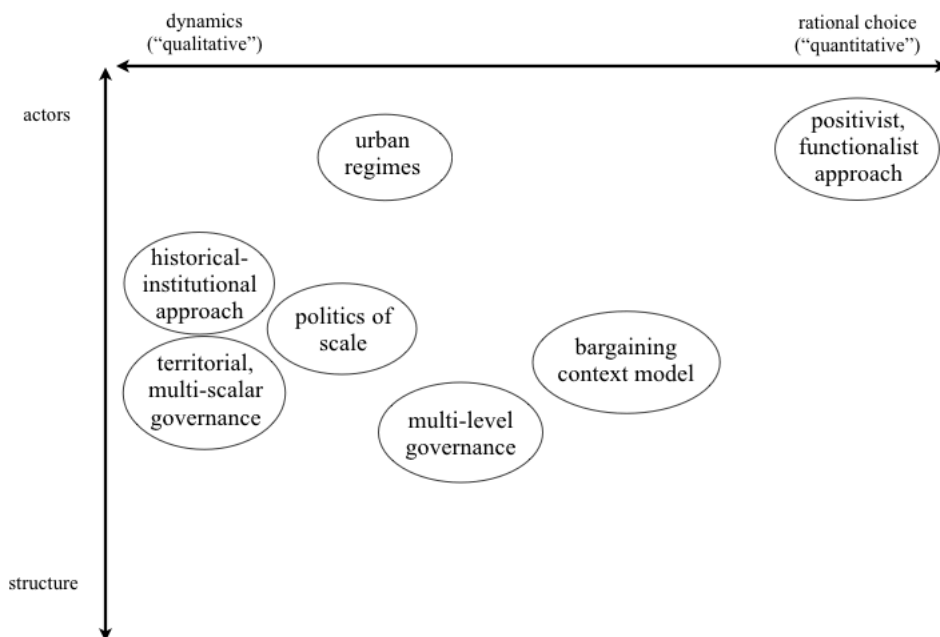 dynamics
(“qualitative”)
rational choice
(“quantitative”)
actors
urban
regimes
positivist,
functionalist
approach
historical-
institutional
approach
politics of
scale
territorial,
multi-scalar
governance
bargaining
context model
multi-level
governance
structure